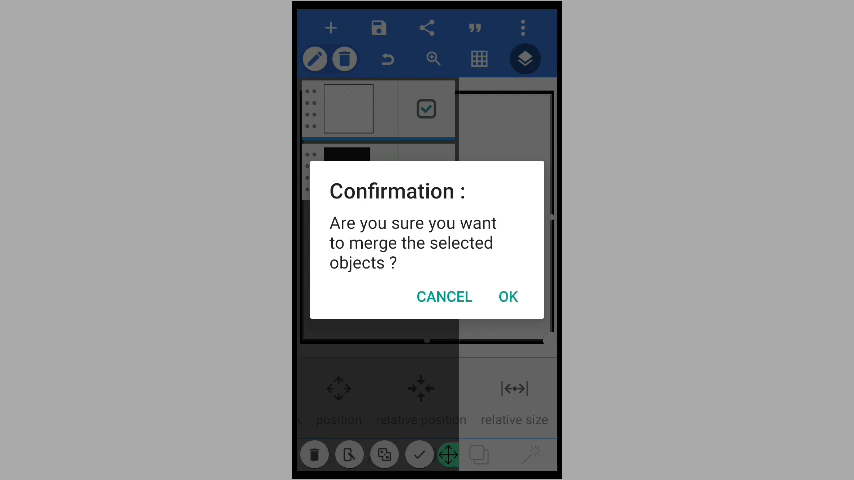 Confirmation :
Are you sure you want
to merge the selected
objects ?
CANCEL OK
position relative position relative size